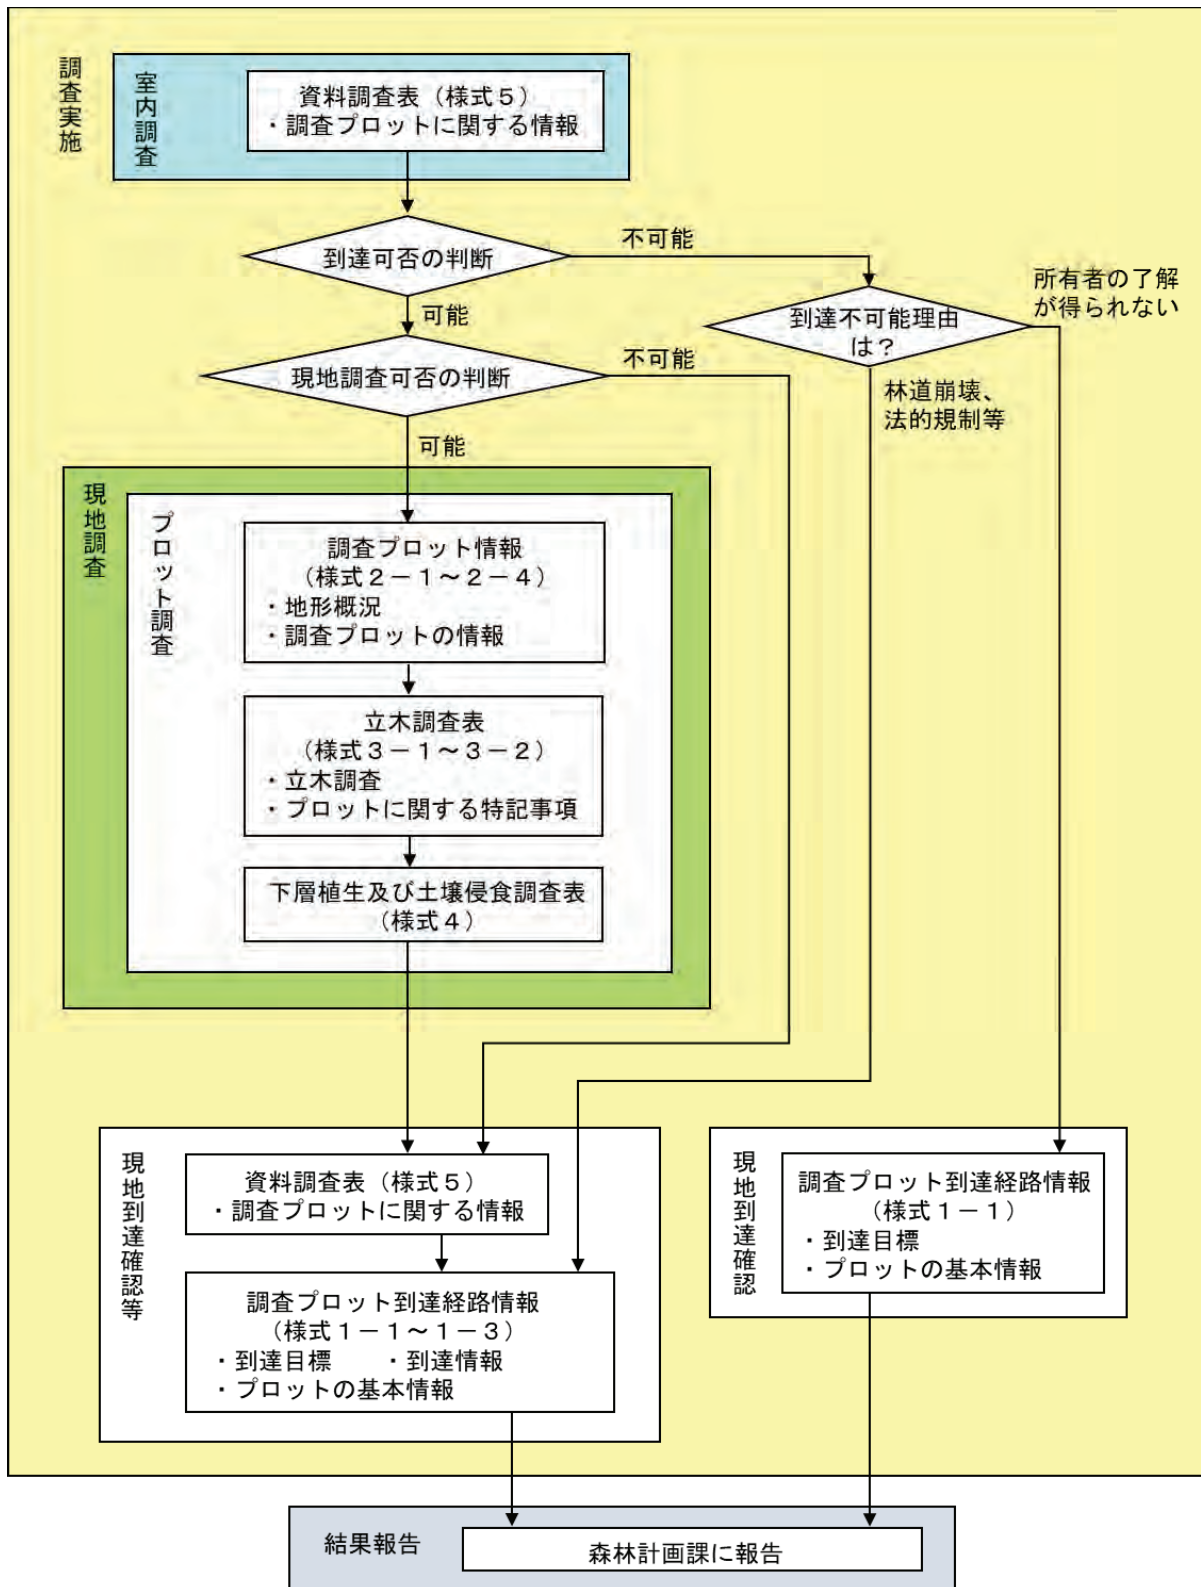 調査実施
室内調査
資料調査表（様式５）
・調査プロットに関する情報
到達可否の判断
不可能
可能
到達不可能理由
は？
所有者の了解
が得られない
現地調査可否の判断
不可能
林道崩壊、
法的規制等
可能
現地調査
プロット調査
調査プロット情報
（様式２－１～２－４）
・地形概況
・調査プロットの情報
立木調査表
（様式３－１～３－２）
・立木調査
・プロットに関する特記事項
下層植生及び土壌侵食調査表
（様式４）
現地到達確認等
資料調査表（様式５）
・調査プロットに関する情報
調査プロット到達経路情報
（様式１－１～１－３）
・到達目標　　・到達情報
・プロットの基本情報
現地到達確認
調査プロット到達経路情報
（様式１－１）
・到達目標
・プロットの基本情報
結果報告
森林計画課に報告